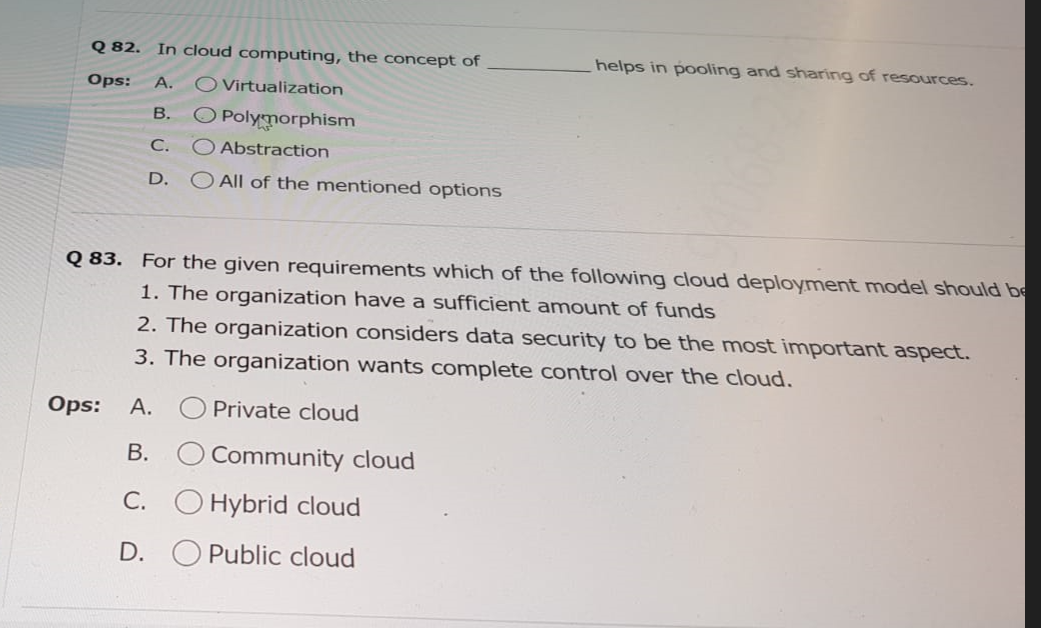 Q 82. In cloud computing, the concept of ________ helps in pooling and sharing of resources.
Ops: A. Virtualization
B. Polymorphism
C. Abstraction
D. All of the mentioned options
Q 83. For the given requirements which of the following cloud deployment model should be
1. The organization have a sufficient amount of funds
2. The organization considers data security to be the most important aspect.
3. The organization wants complete control over the cloud.
Ops: A. Private cloud
B. Community cloud
C. Hybrid cloud
D. Public cloud